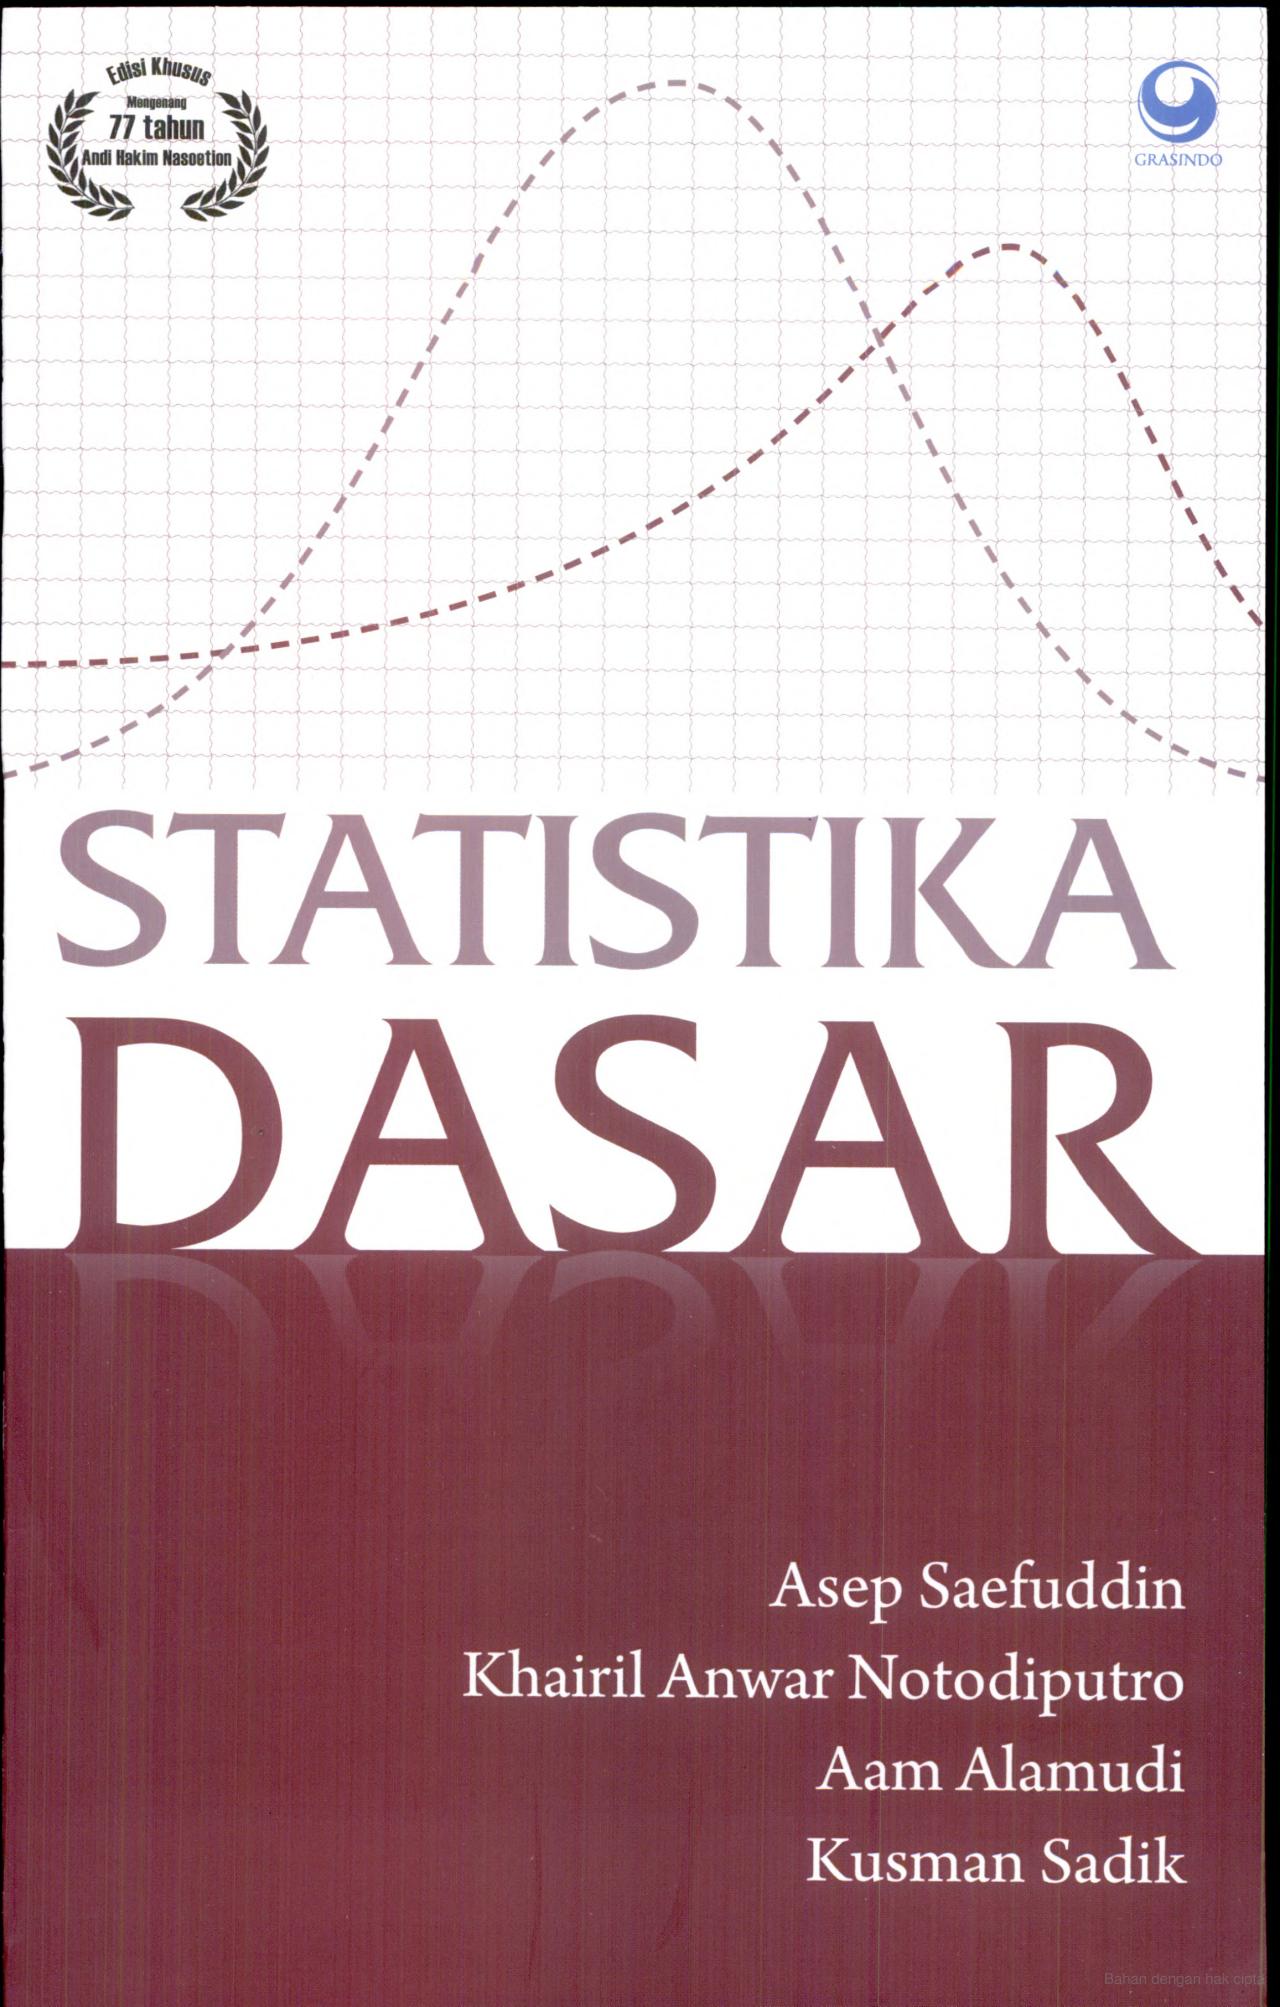 Edisi Khusus
Mengenang
77 tahun
Andi Hakim Nasoetion
GRASINDO
STATISTIKA
DASAR
Asep Saefuddin
Khairil Anwar Notodiputro
Aam Alamudi
Kusman Sadik
Bahan dengan hak cipta